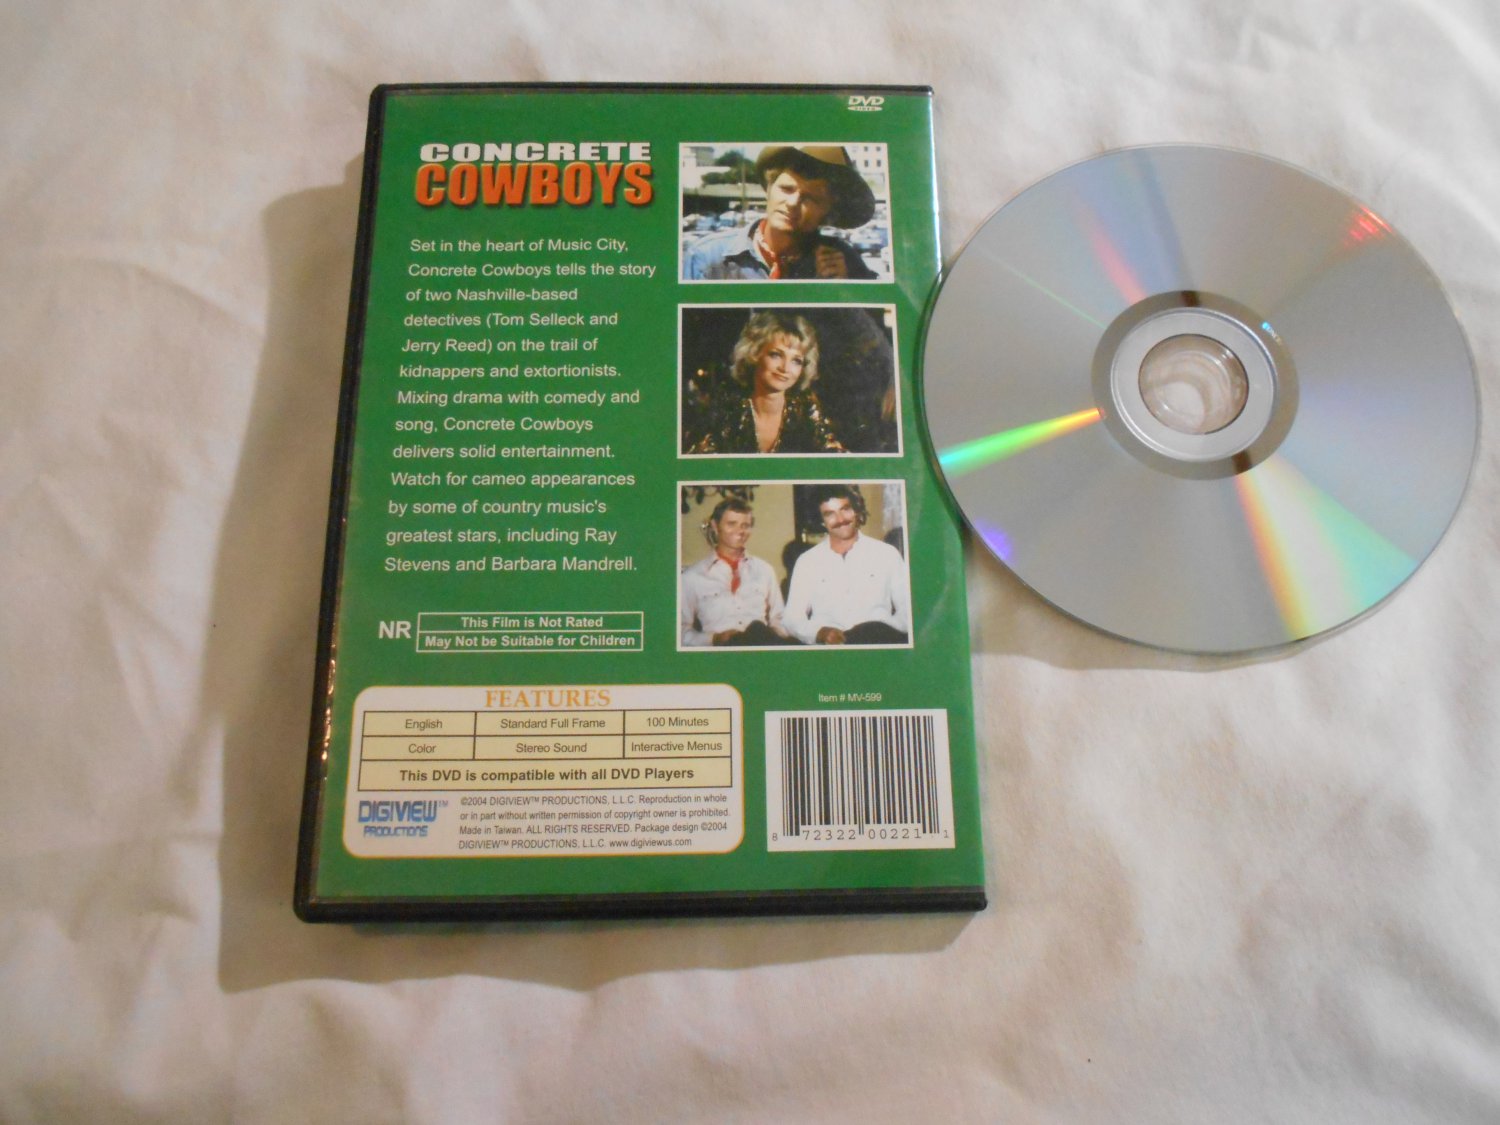 DVD
VIDEO
CONCRETE
COWBOYS
Set in the heart of Music City,
Concrete Cowboys tells the story
of two Nashville-based
detectives (Tom Selleck and
Jerry Reed) on the trail of
kidnappers and extortionists.
Mixing drama with comedy and
song, Concrete Cowboys
delivers solid entertainment.
Watch for cameo appearances
by some of country music's
greatest stars, including Ray
Stevens and Barbara Mandrell.
NR
This Film is Not Rated
May Not be Suitable for Children
FEATURES
English Standard Full Frame 100 Minutes
Color Stereo Sound Interactive Menus
This DVD is compatible with all DVD Players
DIGIVIEW™
PRODUCTIONS
©2004 DIGIVIEW™ PRODUCTIONS, L.L.C. Reproduction in whole
or in part without written permission of copyright owner is prohibited.
Made in Taiwan. ALL RIGHTS RESERVED. Package design ©2004
DIGIVIEW™ PRODUCTIONS, L.L.C. www.digiviewus.com
Item # MV-599
8 72322 00221 1